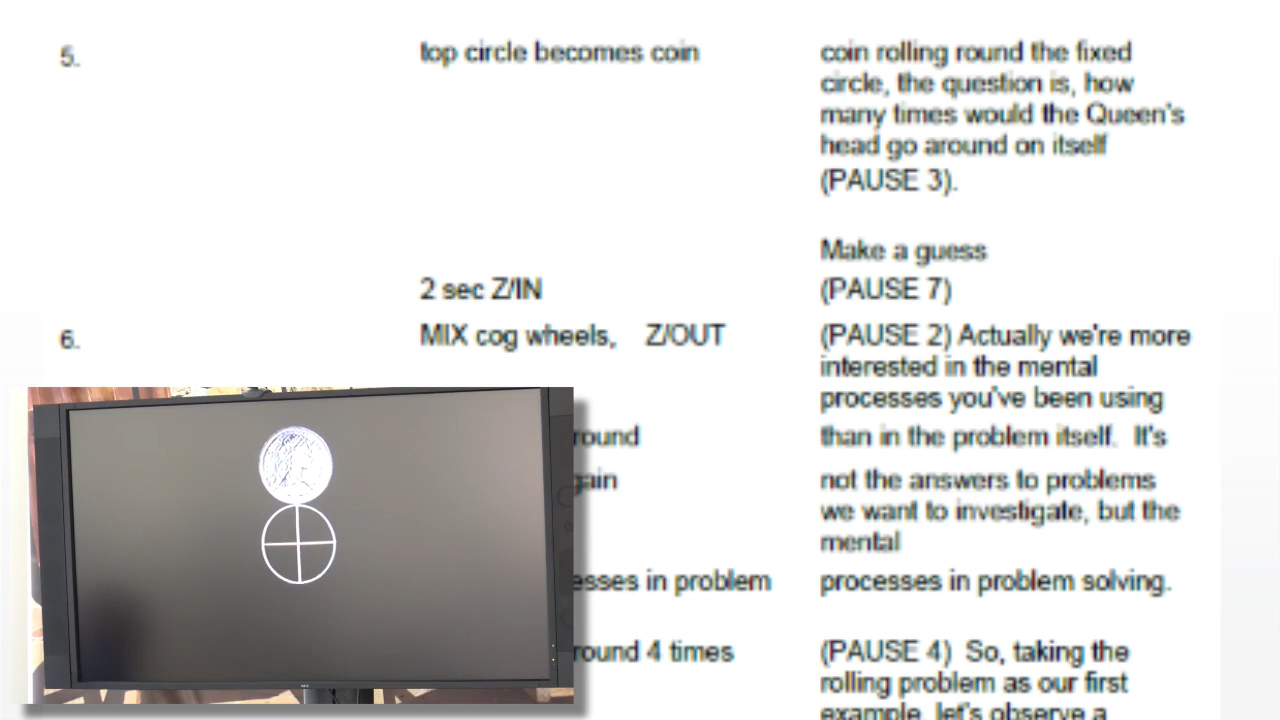 5.
top circle becomes coin
coin rolling round the fixed
circle, the question is, how
many times would the Queen's
head go around on itself
(PAUSE 3).
Make a guess
2 sec Z/IN
(PAUSE 7)
6.
MIX cog wheels, Z/OUT
(PAUSE 2) Actually we're more
interested in the mental
processes you've been using
round
than in the problem itself. It's
gain
not the answers to problems
we want to investigate, but the
mental
esses in problem
processes in problem solving.
round 4 times
(PAUSE 4) So, taking the
rolling problem as our first
example, let's observe a